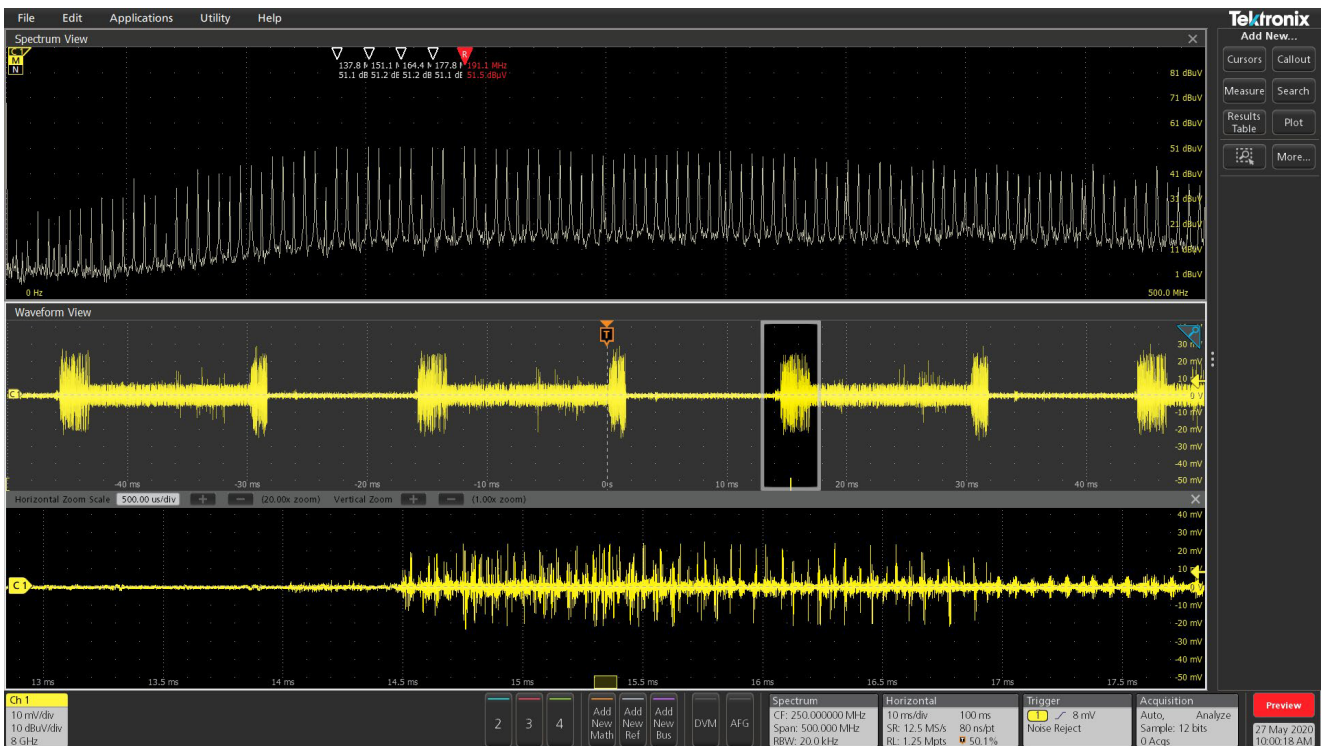 File Edit Applications Utility Help
Tektronix
Add New...
Cursors Callout
Measure Search
Results Table Plot
More...
Spectrum View
C1
M
N
R
137.8 M 151.1 M 164.4 M 177.8 M 191.1 MHz
51.1 dB 51.2 dB 51.2 dB 51.1 dB 51.5 dBµV
81 dBuV
71 dBuV
61 dBuV
51 dBuV
41 dBuV
31 dBuV
21 dBuV
11 dBuV
1 dBuV
0 Hz 500.0 MHz
Waveform View
T
30 mV
20 mV
10
C1 0 V
-10 mV
-20 mV
-30 mV
-40 mV
-50 mV
-40 ms -30 ms -20 ms -10 ms 0 s 10 ms 20 ms 30 ms 40 ms
Horizontal Zoom Scale 500.00 us/div + − (20.00x zoom) Vertical Zoom + − (1.00x zoom)
40 mV
30 mV
20 mV
10
C1
-10 mV
-20 mV
-30 mV
-40 mV
-50 mV
13 ms 13.5 ms 14 ms 14.5 ms 15 ms 15.5 ms 16 ms 16.5 ms 17 ms 17.5 ms
Ch 1
10 mV/div
10 dBuV/div
8 GHz
2 3 4
Add New Math
Add New Ref
Add New Bus
DVM AFG
Spectrum
CF: 250.000000 MHz
Span: 500.000 MHz
RBW: 20.0 kHz
Horizontal
10 ms/div 100 ms
SR: 12.5 MS/s 80 ns/pt
RL: 1.25 Mpts 50.1%
Trigger
1 8 mV
Noise Reject
Acquisition
Auto, Analyze
Sample: 12 bits
0 Acqs
Preview
27 May 2020
10:00:18 AM